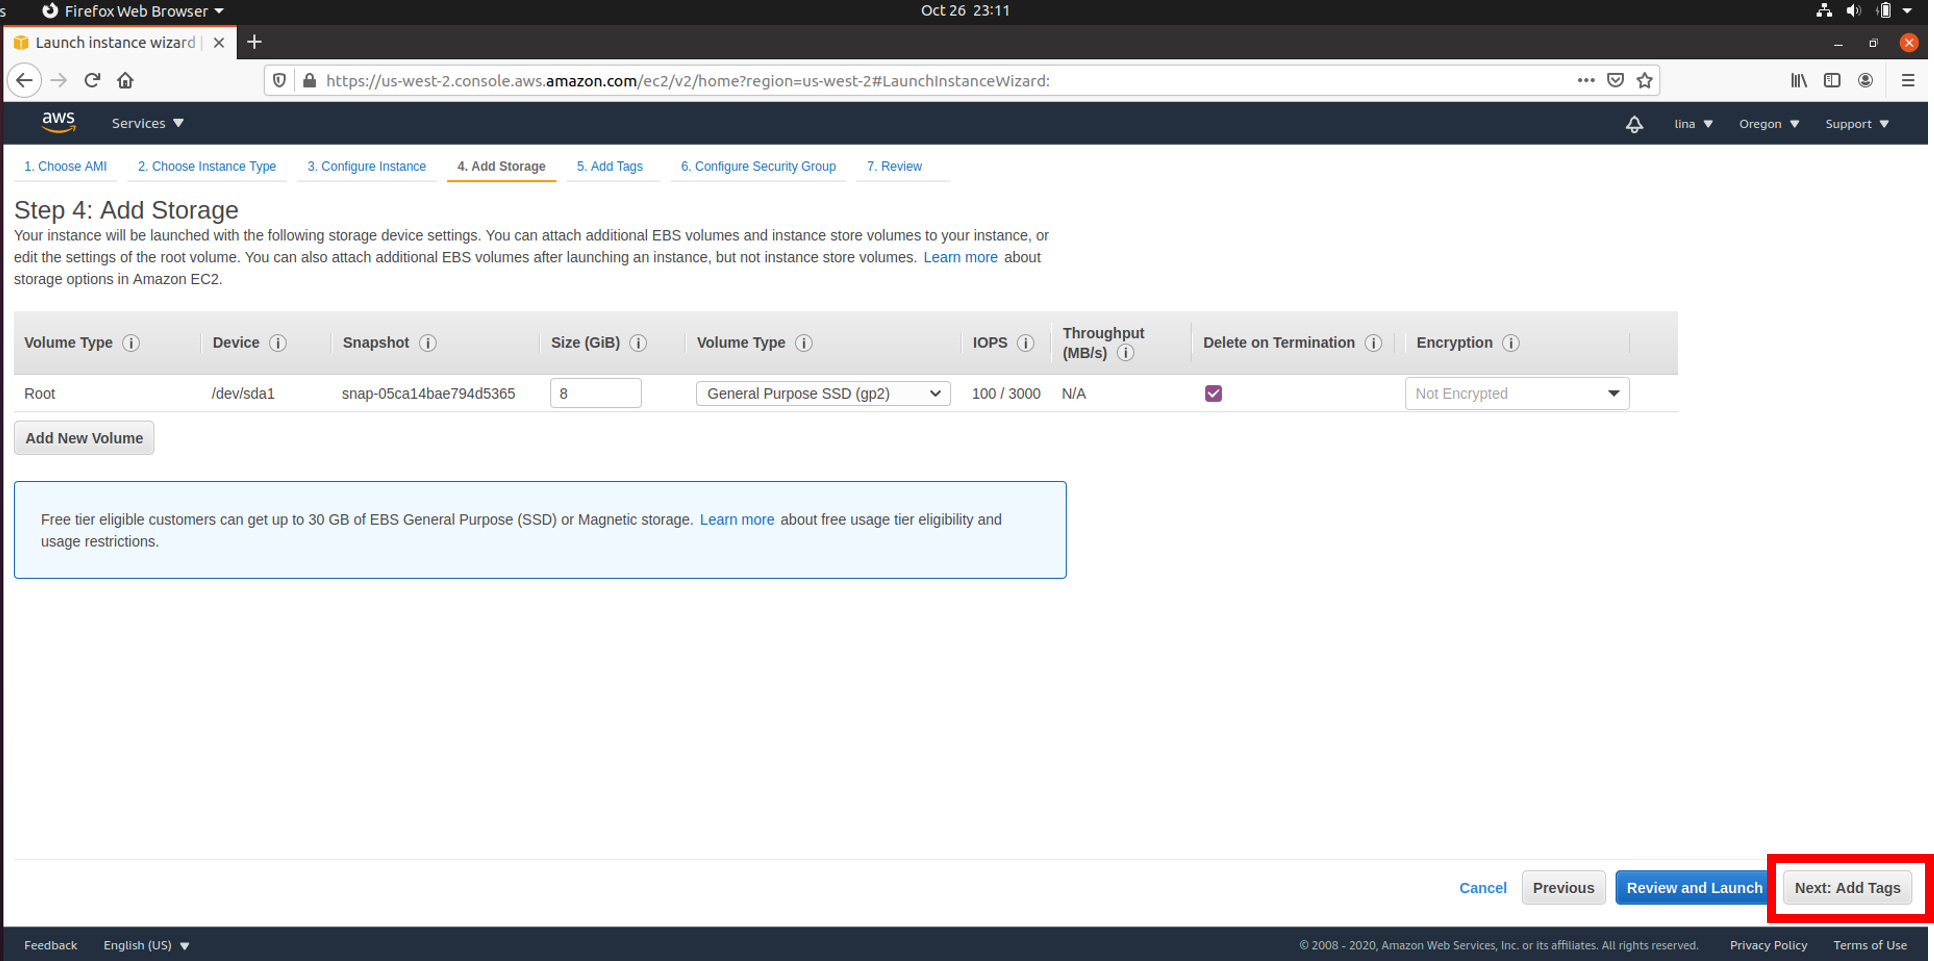 s Firefox Web Browser Oct 26 23:11
Launch instance wizard
https://us-west-2.console.aws.amazon.com/ec2/v2/home?region=us-west-2#LaunchInstanceWizard:
aws Services lina Oregon Support
1. Choose AMI 2. Choose Instance Type 3. Configure Instance 4. Add Storage 5. Add Tags 6. Configure Security Group 7. Review
Step 4: Add Storage
Your instance will be launched with the following storage device settings. You can attach additional EBS volumes and instance store volumes to your instance, or
edit the settings of the root volume. You can also attach additional EBS volumes after launching an instance, but not instance store volumes. Learn more about
storage options in Amazon EC2.
Volume Type i Device i Snapshot i Size (GiB) i Volume Type i IOPS i Throughput (MB/s) i Delete on Termination i Encryption i
Root /dev/sda1 snap-05ca14bae794d5365 8 General Purpose SSD (gp2) 100 / 3000 N/A Not Encrypted
Add New Volume
Free tier eligible customers can get up to 30 GB of EBS General Purpose (SSD) or Magnetic storage. Learn more about free usage tier eligibility and
usage restrictions.
Cancel Previous Review and Launch Next: Add Tags
Feedback English (US) © 2008 - 2020, Amazon Web Services, Inc. or its affiliates. All rights reserved. Privacy Policy Terms of Use